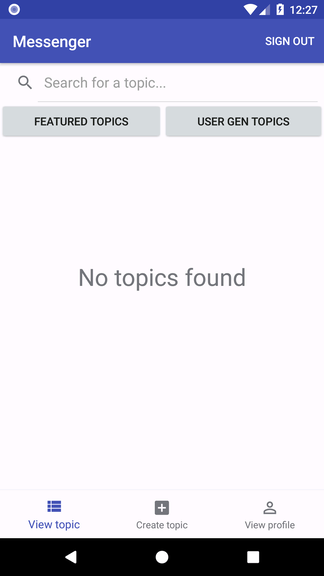 12:27
Messenger
SIGN OUT
Search for a topic...
FEATURED TOPICS
USER GEN TOPICS
No topics found
View topic
Create topic
View profile